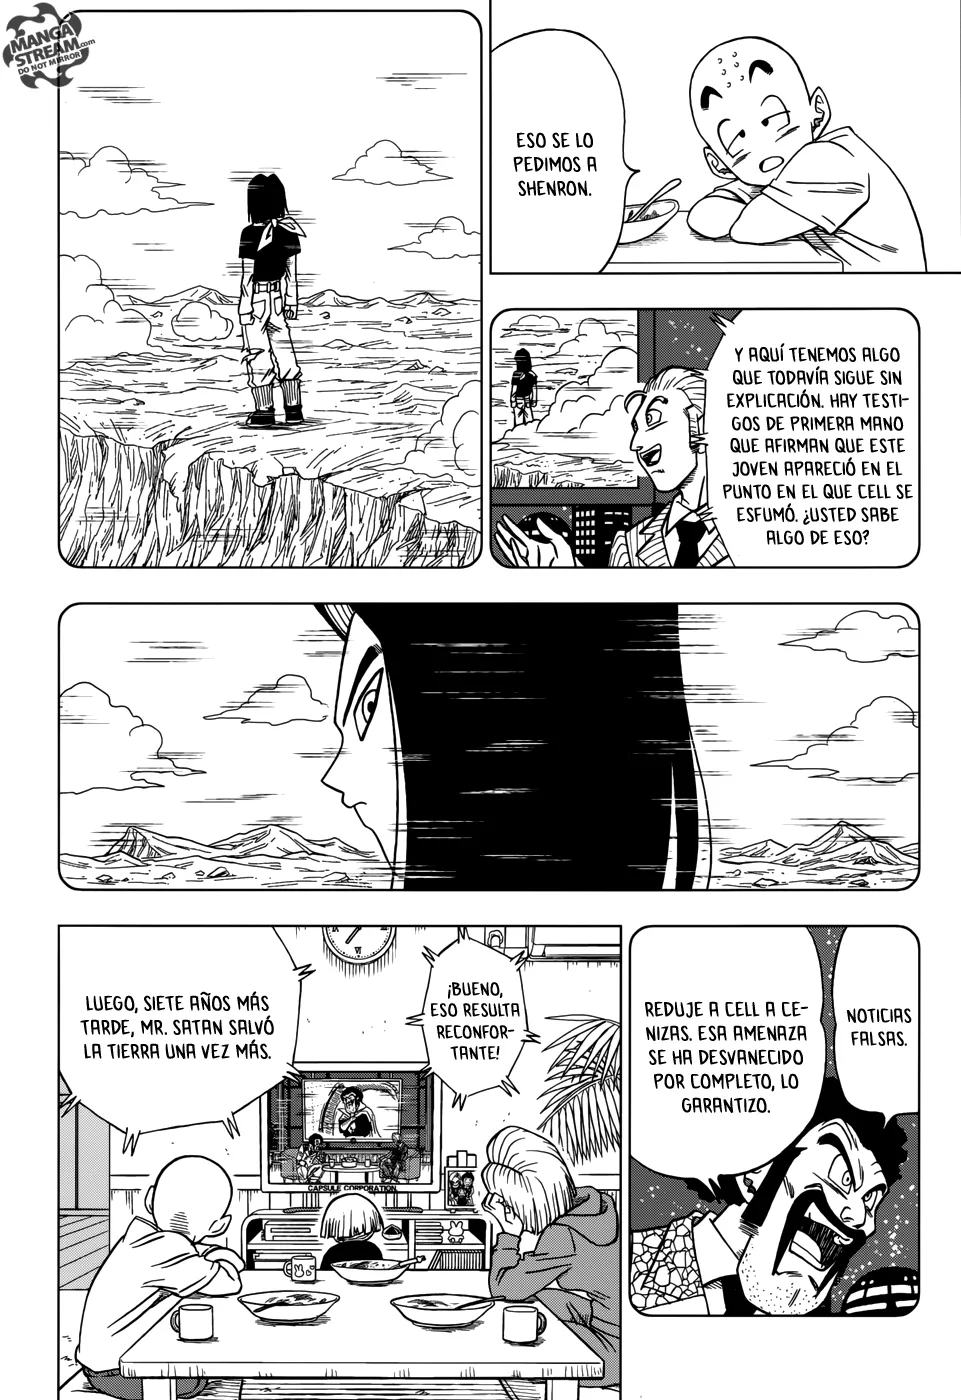 MANGA
STREAM.com
DO NOT MIRROR
ESO SE LO
PEDIMOS A
SHENRON.
Y AQUÍ TENEMOS ALGO
QUE TODAVÍA SIGUE SIN
EXPLICACIÓN. HAY TESTI-
GOS DE PRIMERA MANO
QUE AFIRMAN QUE ESTE
JOVEN APARECIÓ EN EL
PUNTO EN EL QUE CELL SE
ESFUMÓ. ¿USTED SABE
ALGO DE ESO?
LUEGO, SIETE AÑOS MÁS
TARDE, MR. SATAN SALVÓ
LA TIERRA UNA VEZ MÁS.
¡BUENO,
ESO RESULTA
RECONFOR-
TANTE!
VI
CAPSULE CORPORATION
NOTICIAS
FALSAS.
REDUJE A CELL A CE-
NIZAS. ESA AMENAZA
SE HA DESVANECIDO
POR COMPLETO, LO
GARANTIZO.